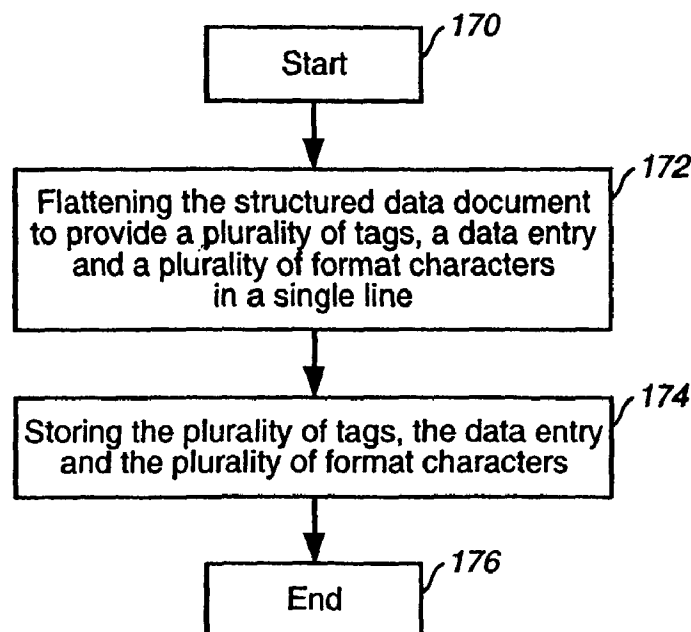 170
Start
172
Flattening the structured data document
to provide a plurality of tags, a data entry
and a plurality of format characters
in a single line
174
Storing the plurality of tags, the data entry
and the plurality of format characters
176
End